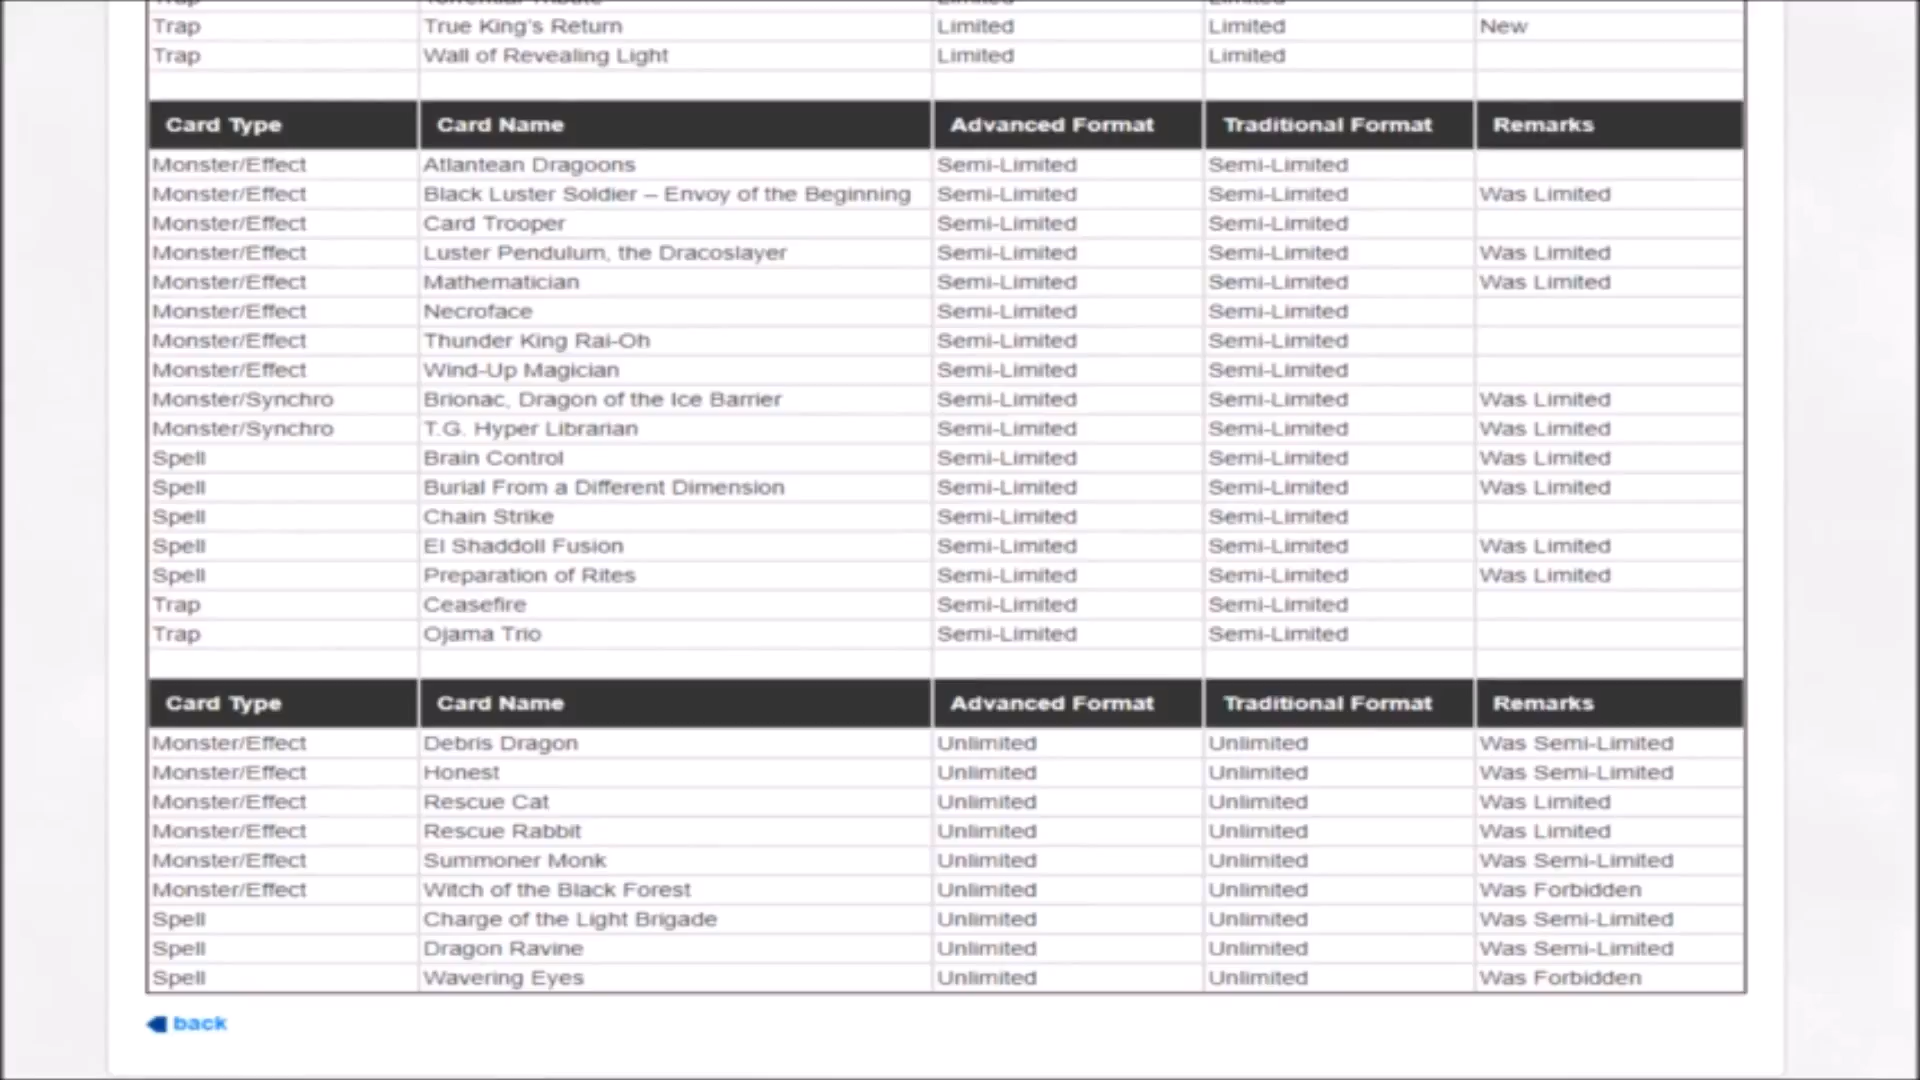 Trap Torrential Tribute Limited Limited
Trap True King's Return Limited Limited New
Trap Wall of Revealing Light Limited Limited
Card Type Card Name Advanced Format Traditional Format Remarks
Monster/Effect Atlantean Dragoons Semi-Limited Semi-Limited
Monster/Effect Black Luster Soldier – Envoy of the Beginning Semi-Limited Semi-Limited Was Limited
Monster/Effect Card Trooper Semi-Limited Semi-Limited
Monster/Effect Luster Pendulum, the Dracoslayer Semi-Limited Semi-Limited Was Limited
Monster/Effect Mathematician Semi-Limited Semi-Limited Was Limited
Monster/Effect Necroface Semi-Limited Semi-Limited
Monster/Effect Thunder King Rai-Oh Semi-Limited Semi-Limited
Monster/Effect Wind-Up Magician Semi-Limited Semi-Limited
Monster/Synchro Brionac, Dragon of the Ice Barrier Semi-Limited Semi-Limited Was Limited
Monster/Synchro T.G. Hyper Librarian Semi-Limited Semi-Limited Was Limited
Spell Brain Control Semi-Limited Semi-Limited Was Limited
Spell Burial From a Different Dimension Semi-Limited Semi-Limited Was Limited
Spell Chain Strike Semi-Limited Semi-Limited
Spell El Shaddoll Fusion Semi-Limited Semi-Limited Was Limited
Spell Preparation of Rites Semi-Limited Semi-Limited Was Limited
Trap Ceasefire Semi-Limited Semi-Limited
Trap Ojama Trio Semi-Limited Semi-Limited
Card Type Card Name Advanced Format Traditional Format Remarks
Monster/Effect Debris Dragon Unlimited Unlimited Was Semi-Limited
Monster/Effect Honest Unlimited Unlimited Was Semi-Limited
Monster/Effect Rescue Cat Unlimited Unlimited Was Limited
Monster/Effect Rescue Rabbit Unlimited Unlimited Was Limited
Monster/Effect Summoner Monk Unlimited Unlimited Was Semi-Limited
Monster/Effect Witch of the Black Forest Unlimited Unlimited Was Forbidden
Spell Charge of the Light Brigade Unlimited Unlimited Was Semi-Limited
Spell Dragon Ravine Unlimited Unlimited Was Semi-Limited
Spell Wavering Eyes Unlimited Unlimited Was Forbidden
back